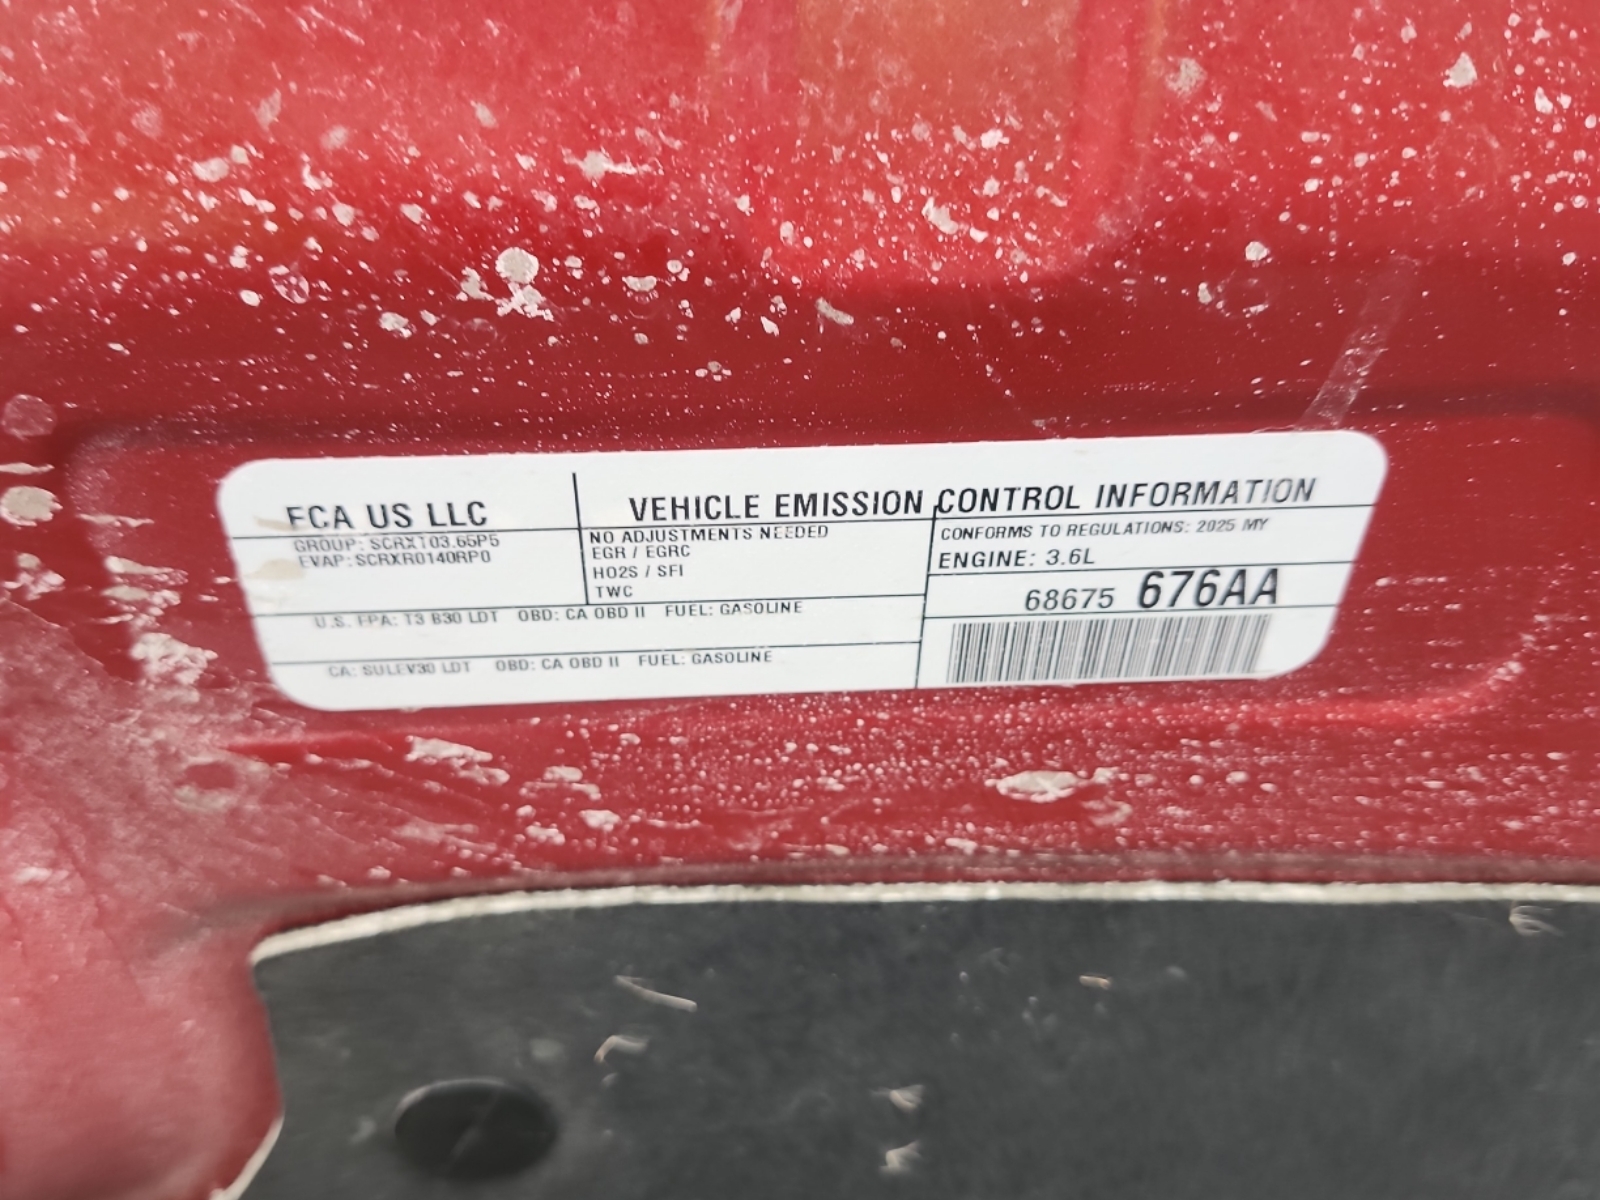 FCA US LLC
VEHICLE EMISSION CONTROL INFORMATION
GROUP: SCRXT03.65P5
EVAP: SCRXR0140RP0
NO ADJUSTMENTS NEEDED
EGR / EGRC
HO2S / SFI
TWC
CONFORMS TO REGULATIONS: 2025 MY
ENGINE: 3.6L
68675 676AA
U.S. EPA: T3 B30 LDT OBD: CA OBD II FUEL: GASOLINE
CA: SULEV30 LDT OBD: CA OBD II FUEL: GASOLINE